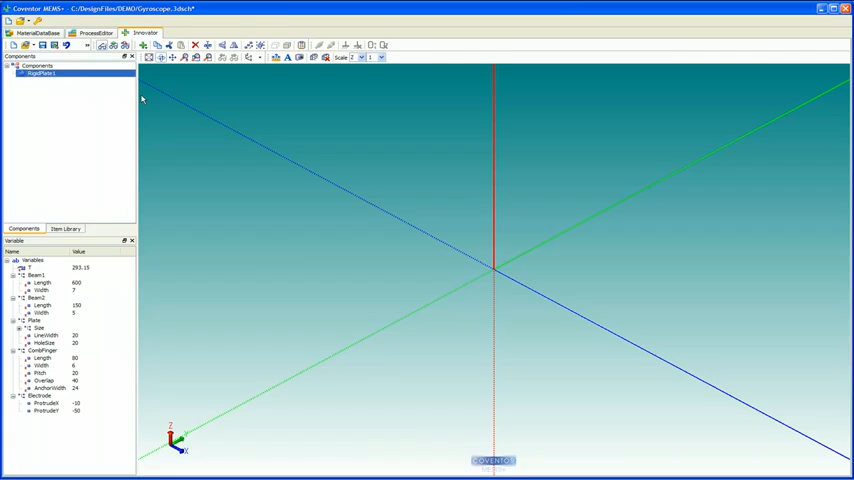 Coventor MEMS+ - C:/DesignFiles/DEMO/Gyroscope.3dsch*
MaterialDataBase
ProcessEditor
Innovator
Components
Scale Z 1
Components
RigidPlate1
Components Item Library
Variable
Name Value
Variables
T 293.15
Beam1
Length 600
Width 7
Beam2
Length 150
Width 5
Plate
Size
LineWidth 20
HoleSize 20
CombFinger
Length 80
Width 6
Pitch 20
Overlap 40
AnchorWidth 24
Electrode
ProtrudeX -10
ProtrudeY -50
Z
Y
X
COVENTOR